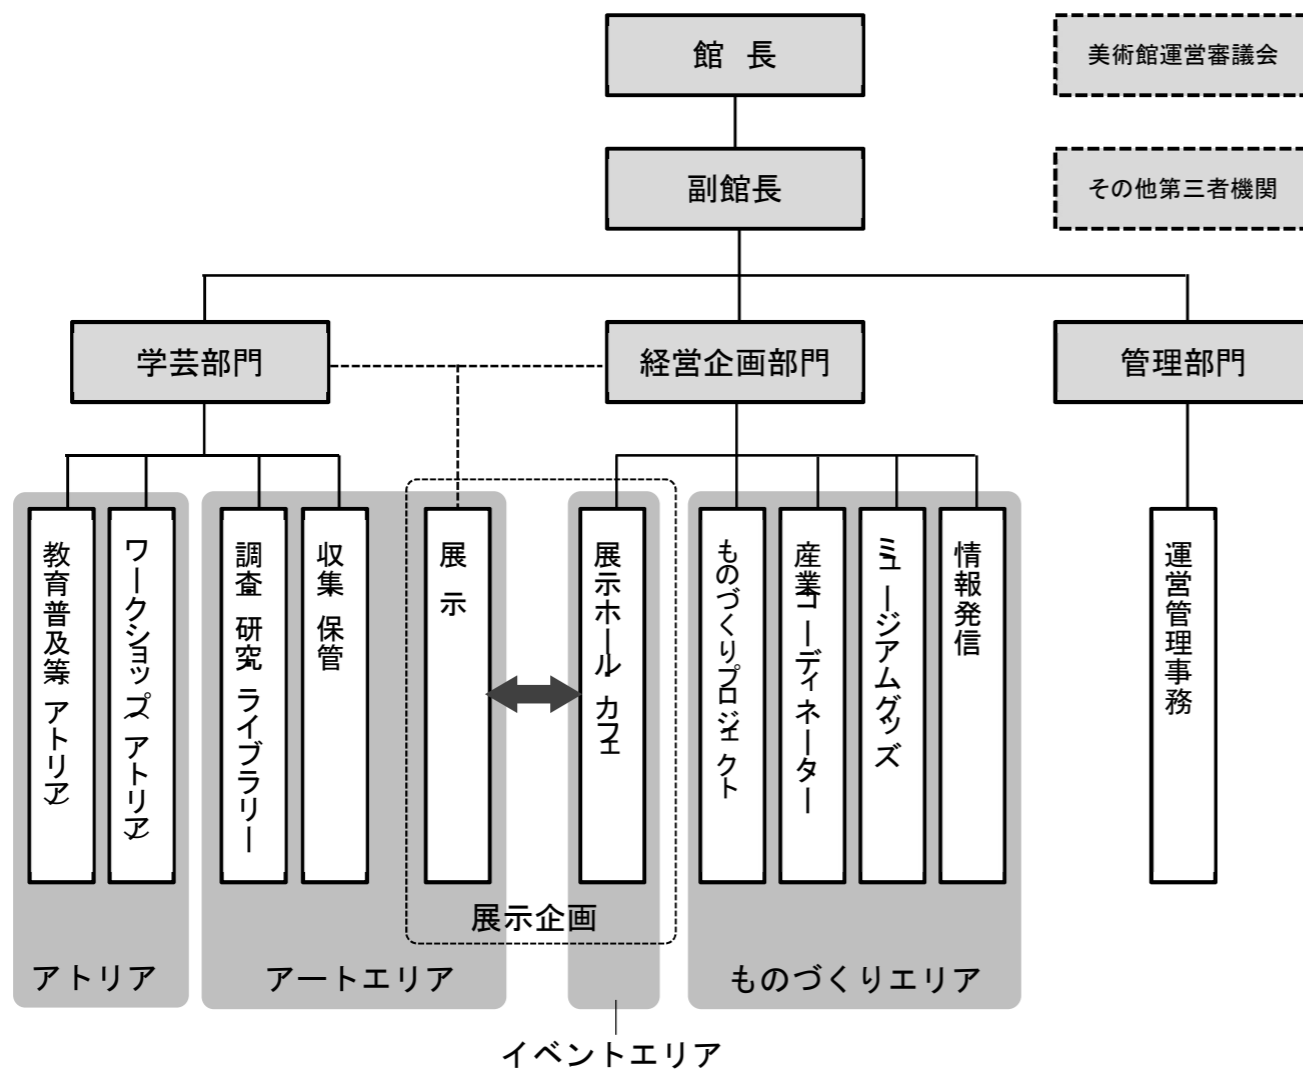 館 長
美術館運営審議会
副館長
その他第三者機関
学芸部門
経営企画部門
管理部門
教育普及等(アトリア)
ワークショップ(アトリア)
調査・研究・ライブラリー
収集・保管
展 示
展示ホール・カフェ
ものづくりプロジェクト
産業コーディネーター
ミュージアムグッズ
情報発信
運営管理事務
展示企画
アトリア
アートエリア
ものづくりエリア
イベントエリア